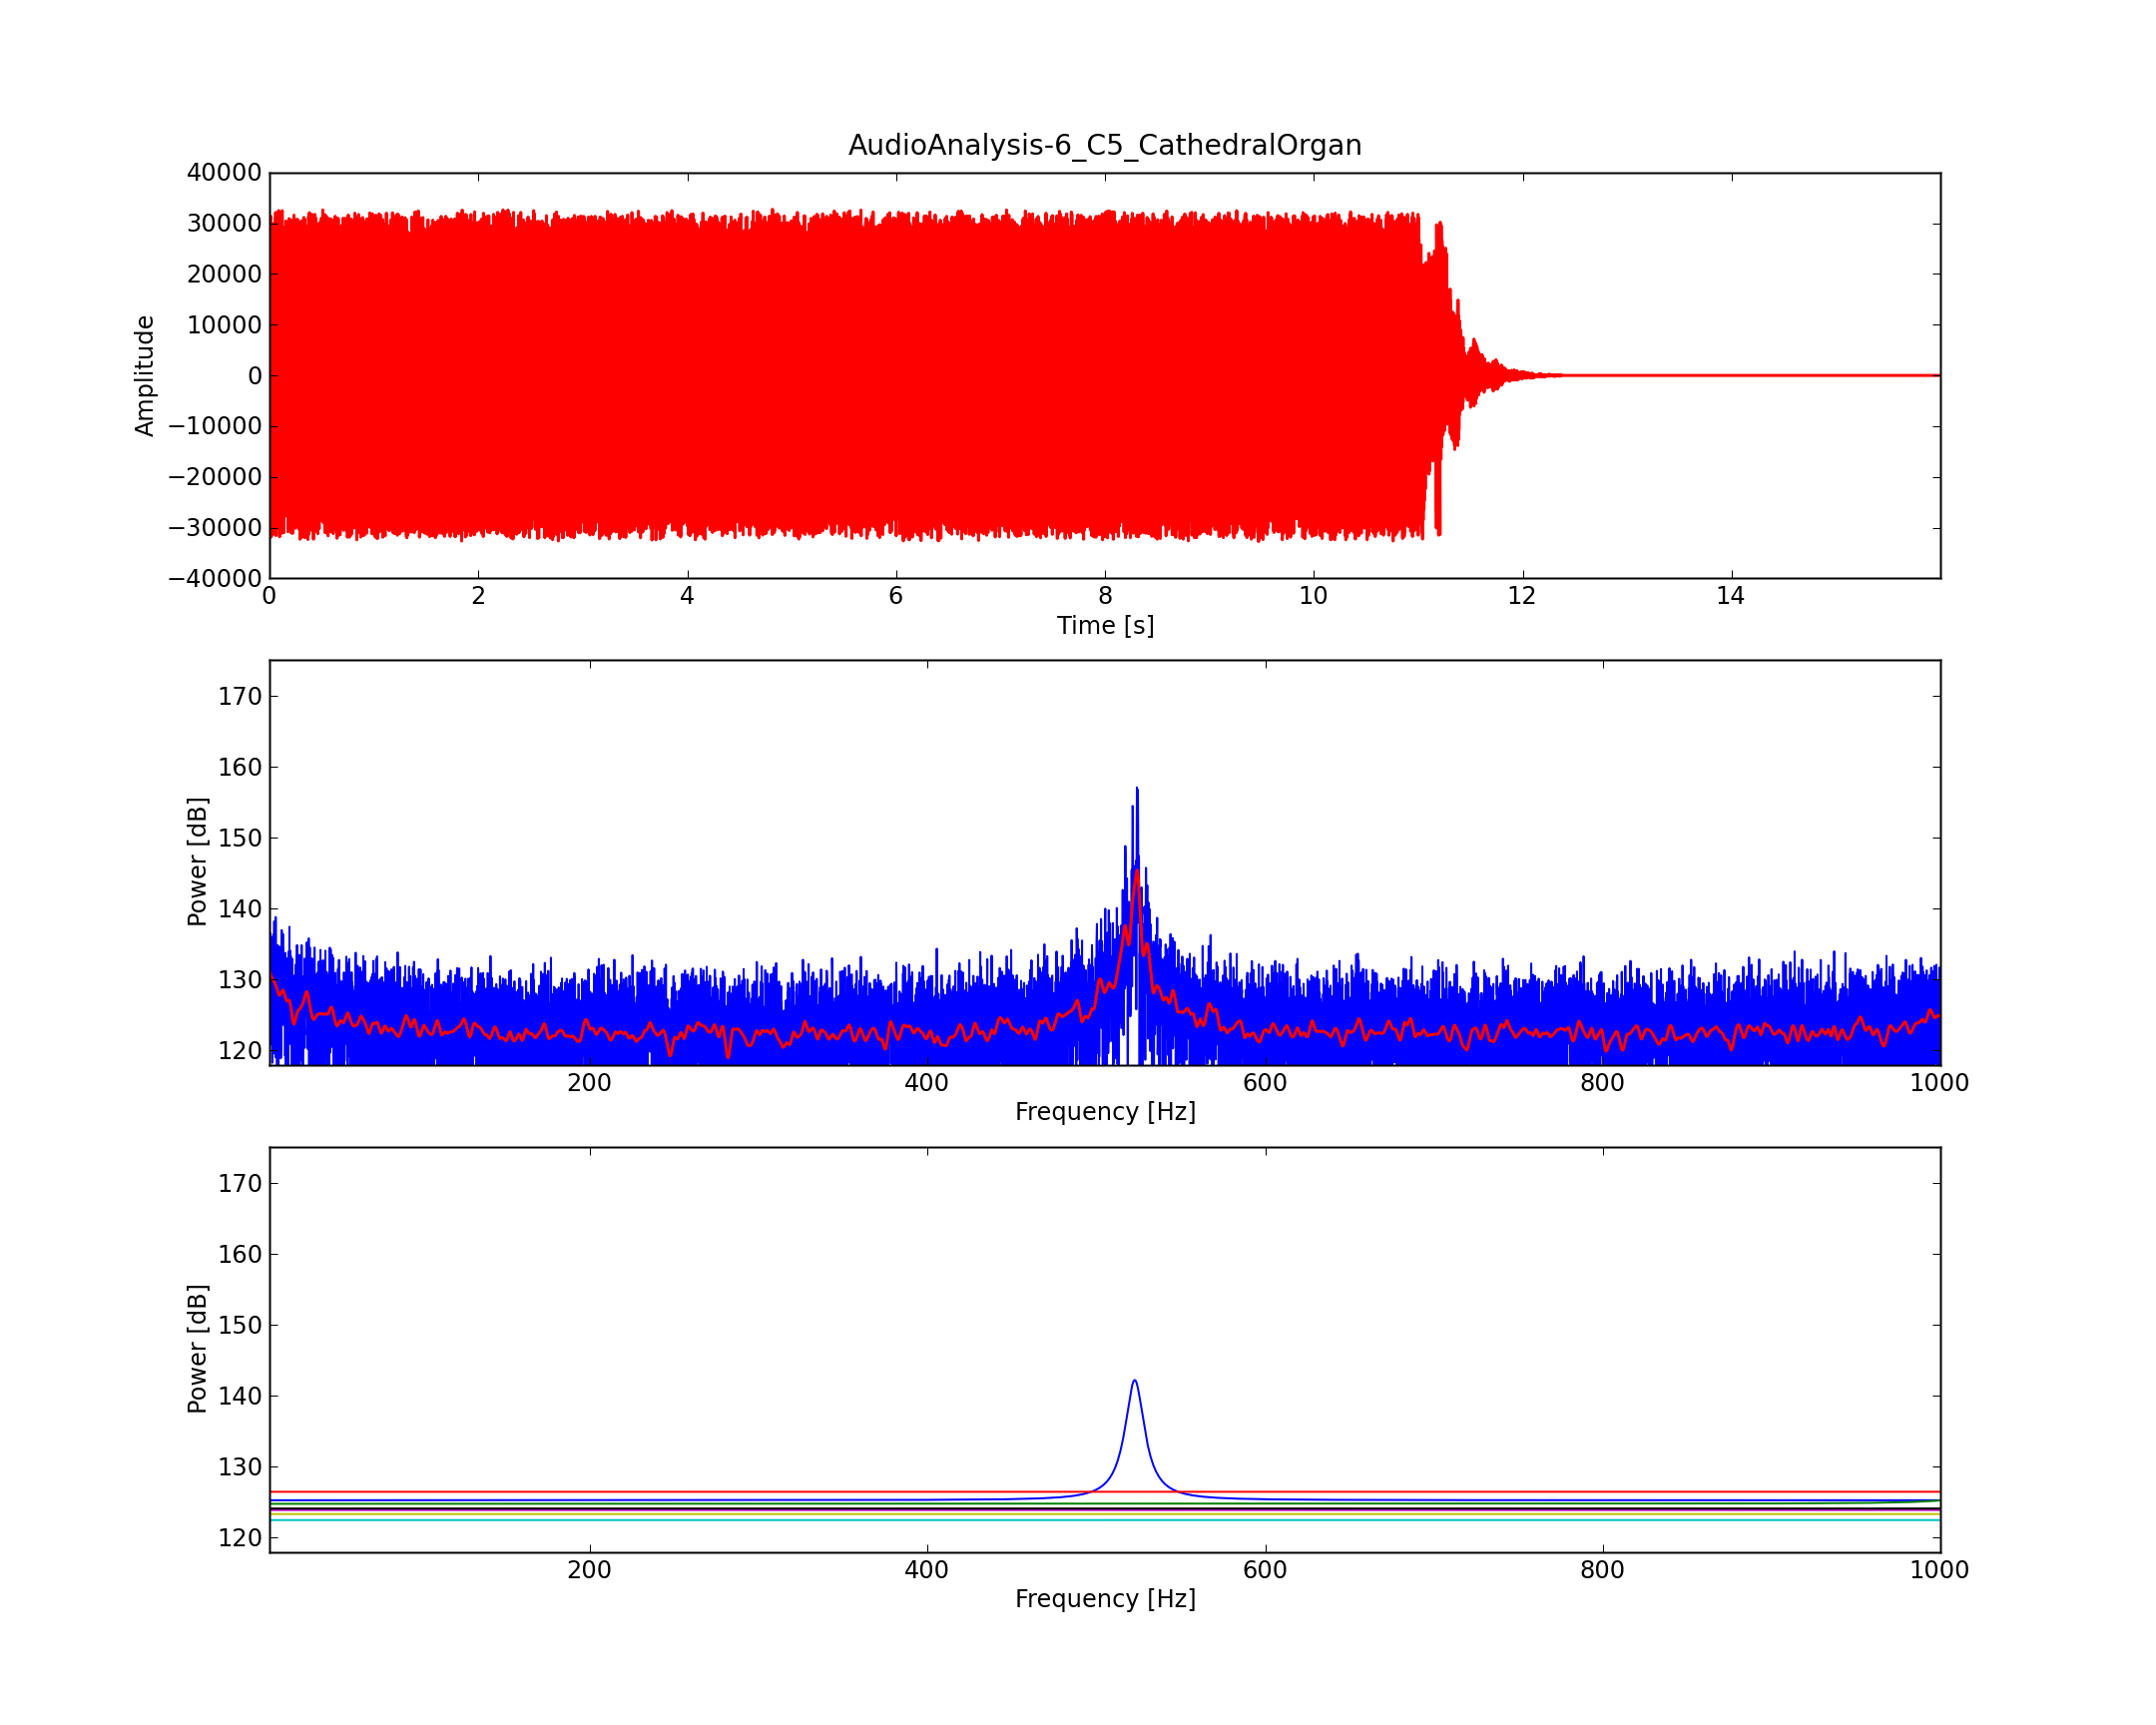 AudioAnalysis-6_C5_CathedralOrgan
40000
30000
20000
10000
0
−10000
−20000
−30000
−40000
Amplitude
0 2 4 6 8 10 12 14
Time [s]
170
160
150
140
130
120
Power [dB]
200 400 600 800 1000
Frequency [Hz]
170
160
150
140
130
120
Power [dB]
200 400 600 800 1000
Frequency [Hz]